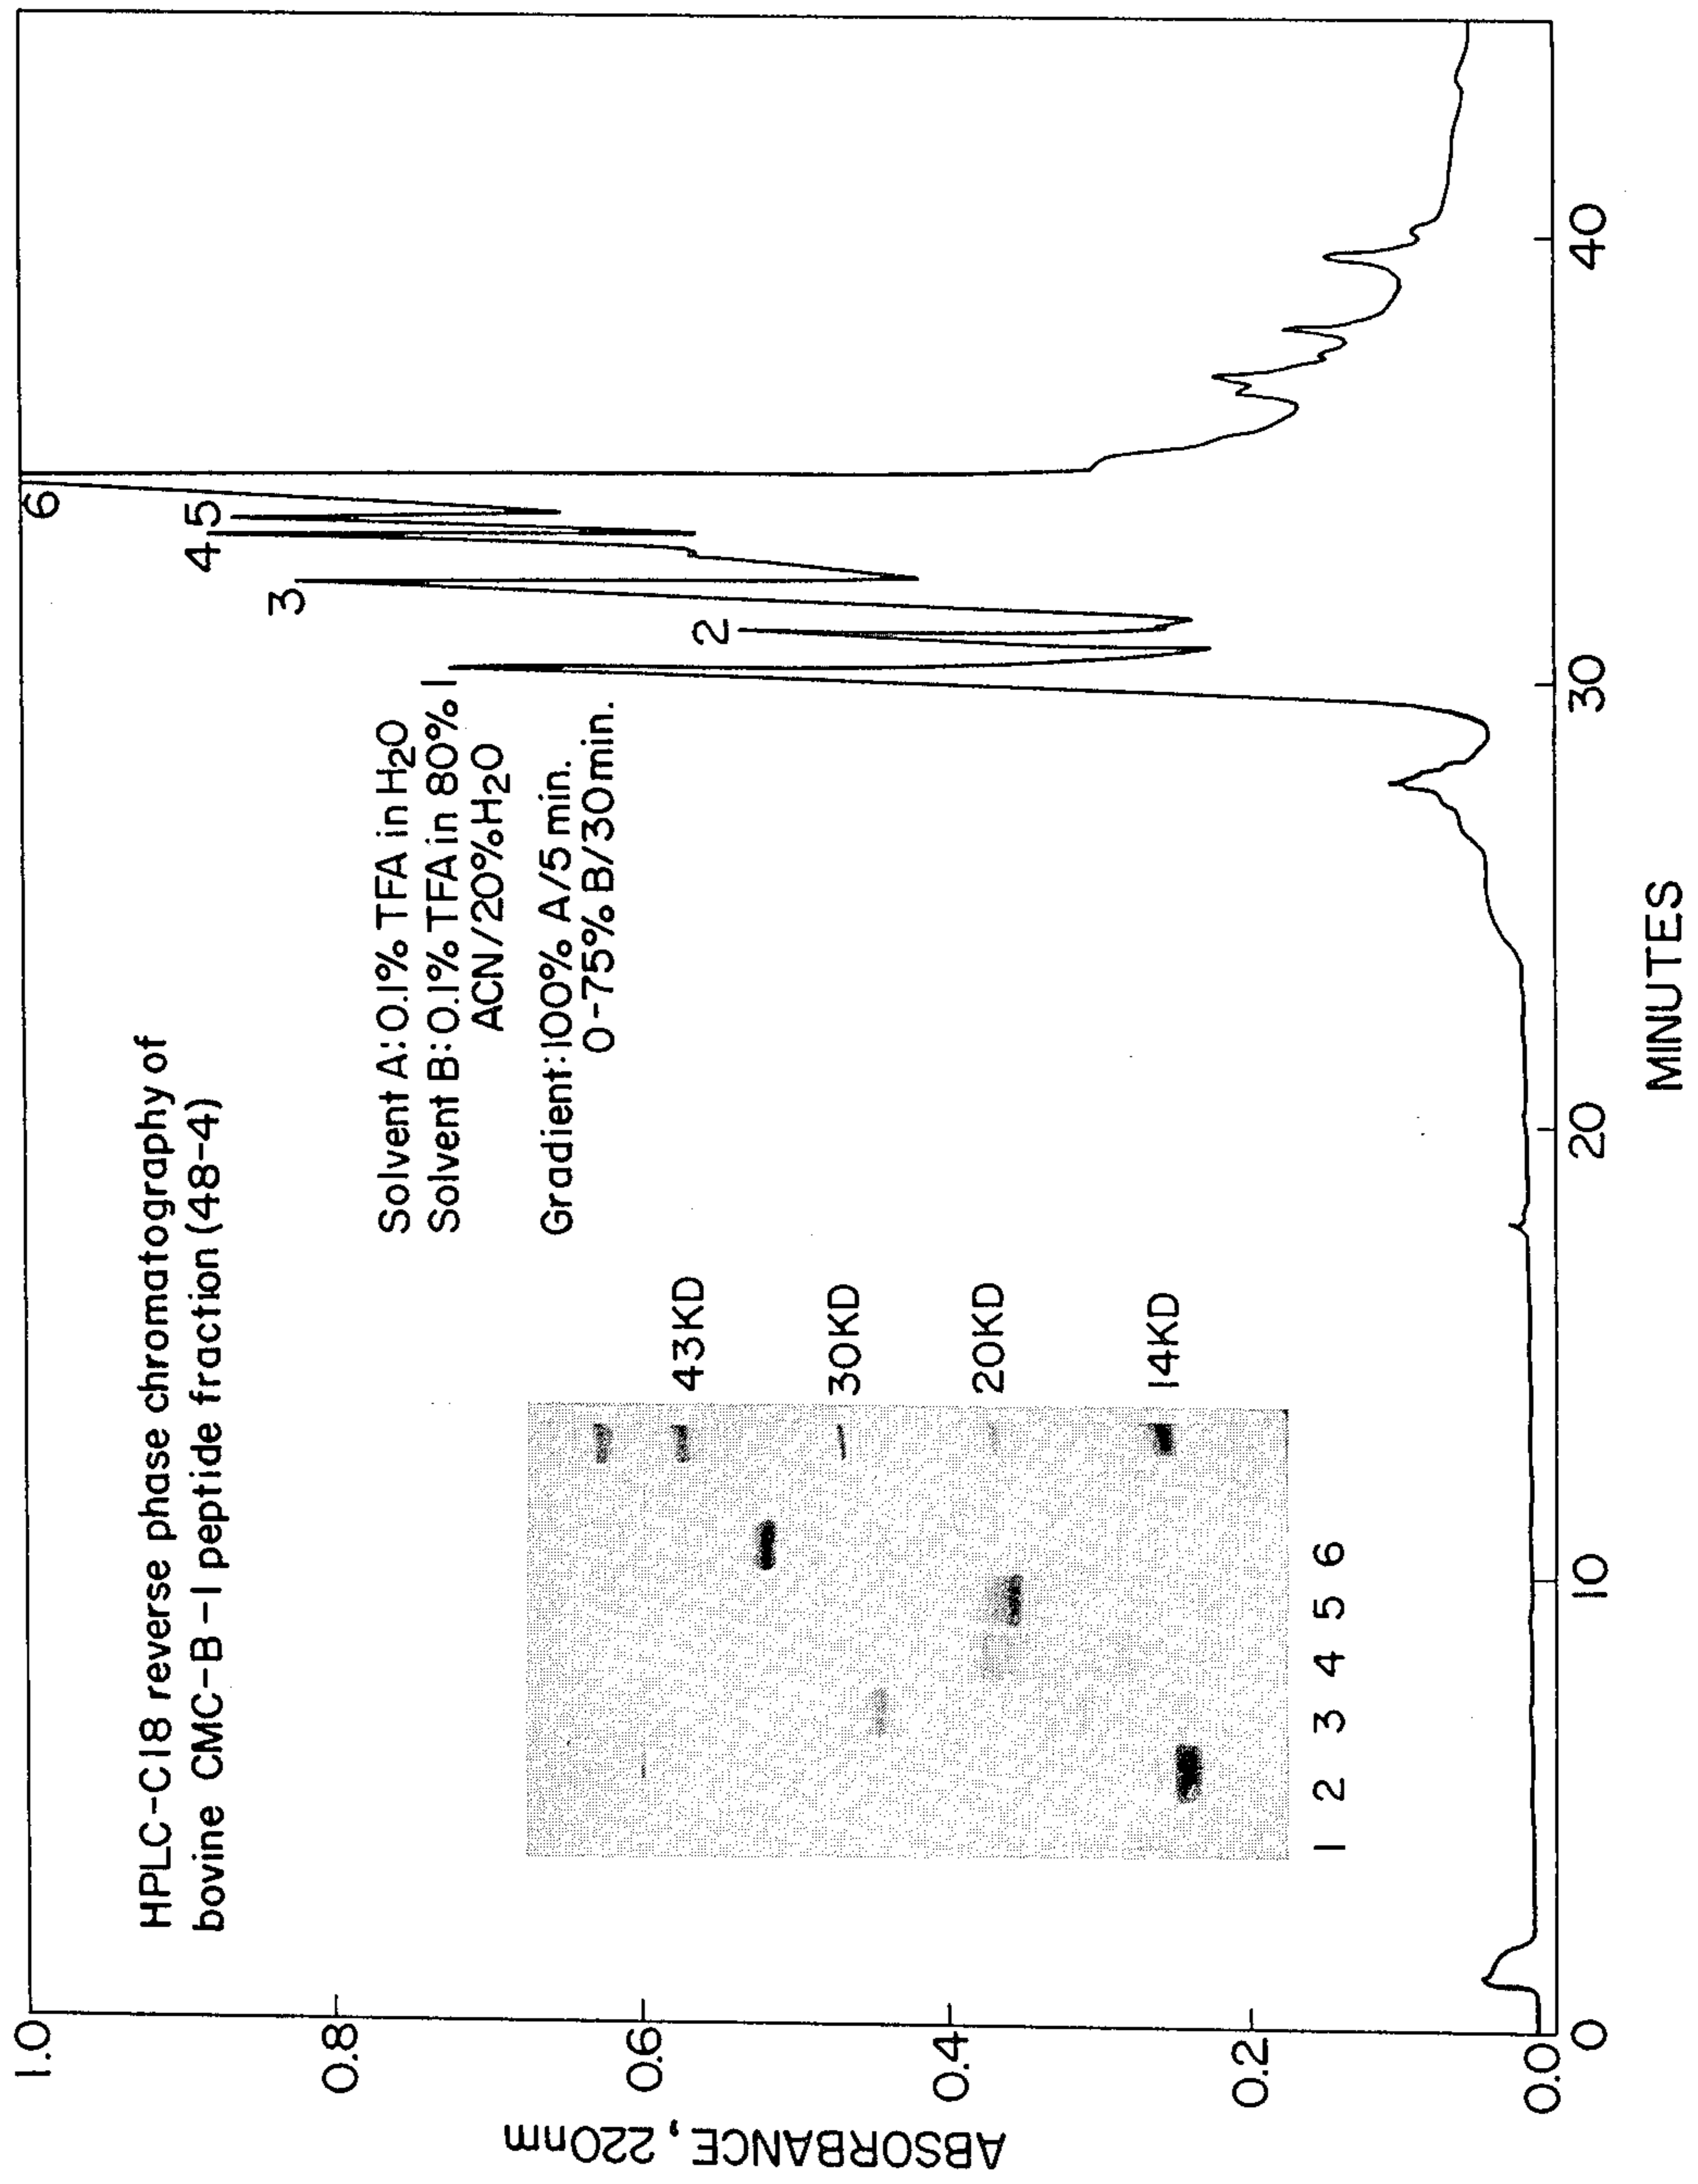 HPLC-C18 reverse phase chromatography of
bovine CMC-B-1 peptide fraction (48-4)
Solvent A: 0.1% TFA in H2O
Solvent B: 0.1% TFA in 80%
ACN/20% H2O
Gradient: 100% A/5 min.
0-75% B/30 min.
1
2
3
4
5
6
43KD
30KD
20KD
14KD
1 2 3 4 5 6
ABSORBANCE, 220nm
1.0
0.8
0.6
0.4
0.2
0.0
0 10 20 30 40
MINUTES